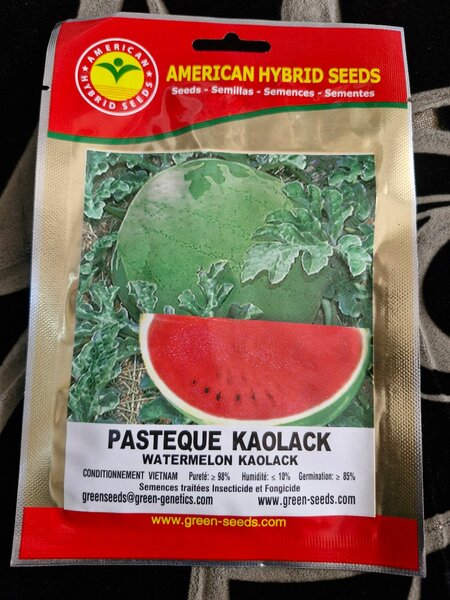 AMERICAN
HYBRID SEEDS
AMERICAN HYBRID SEEDS
Seeds - Semillas - Semences - Sementes
PASTEQUE KAOLACK
WATERMELON KAOLACK
CONDITIONNEMENT VIETNAM Pureté: ≥ 98% Humidité: ≤ 10% Germination: ≥ 85%
Semences traitées Insecticide et Fongicide
greenseeds@green-genetics.com www.green-seeds.com
www.green-seeds.com